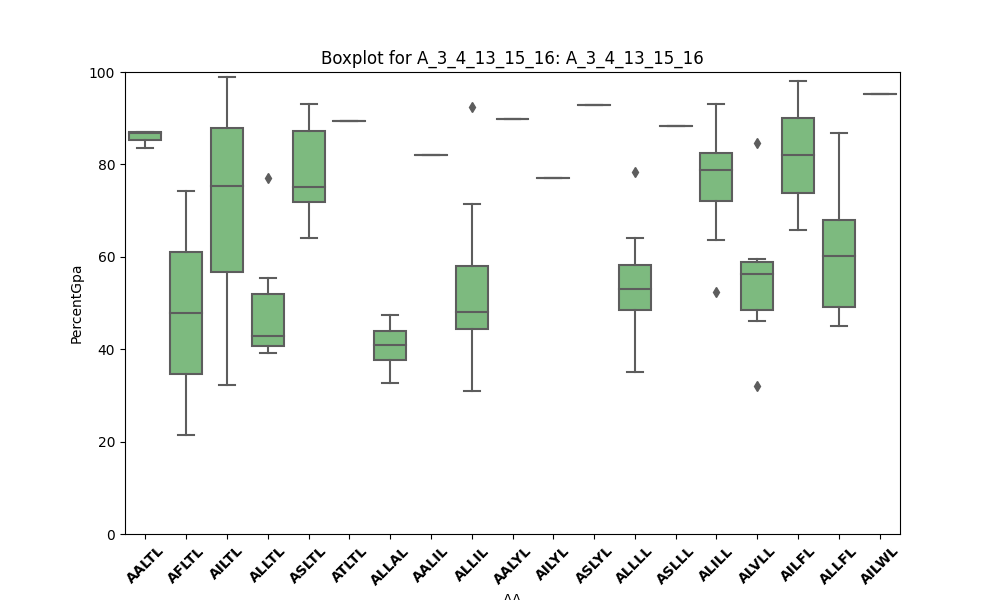 Boxplot for A_3_4_13_15_16: A_3_4_13_15_16
100
80
60
40
20
0
PercentGpa
AALTL AFLTL AILTL ALLTL ASLTL ATLTL ALLAL AALIL ALLIL AALYL AILYL ASLYL ALLLL ASLLL ALILL ALVLL AILFL ALLFL AILWL
AA